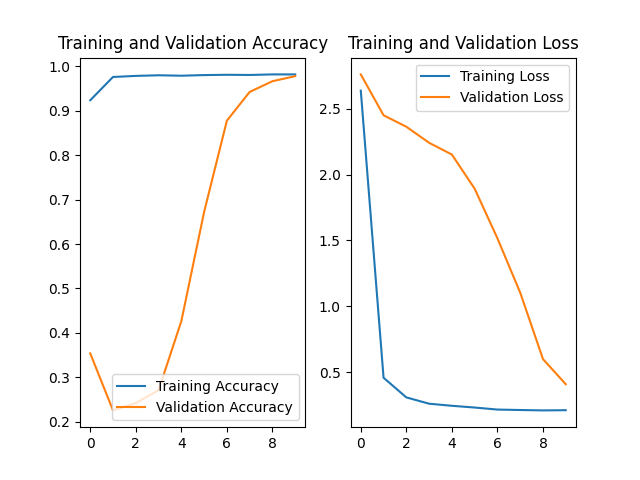 Training and Validation Accuracy
1.0
0.9
0.8
0.7
0.6
0.5
0.4
0.3
0.2
0 2 4 6 8
Training Accuracy
Validation Accuracy
Training and Validation Loss
2.5
2.0
1.5
1.0
0.5
0 2 4 6 8
Training Loss
Validation Loss